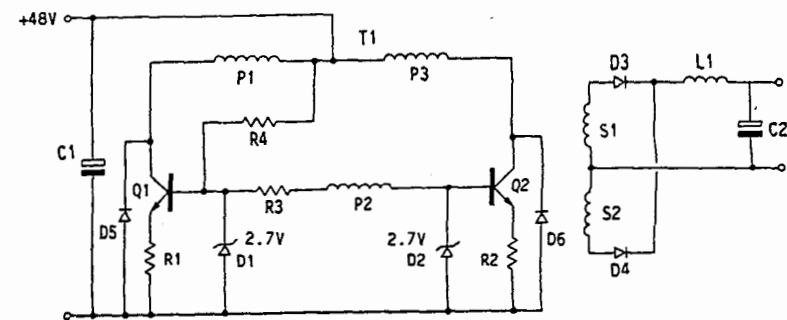 +48V
T1
P1
P3
D3
L1
R4
C1
S1
C2
Q1
Q2
R3
P2
S2
D5
2.7V
2.7V
D6
R1
D1
D2
R2
D4